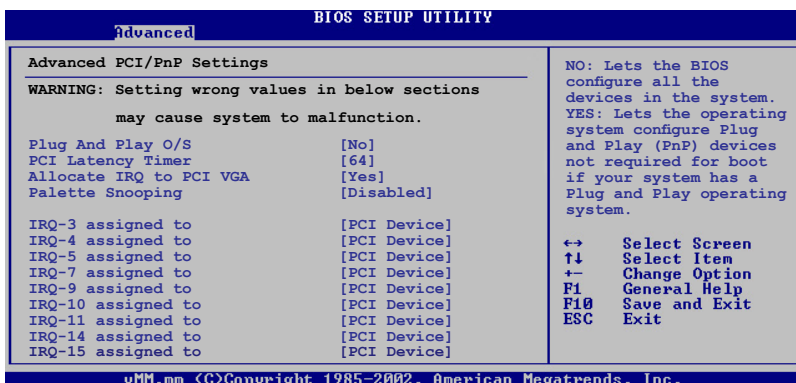 BIOS SETUP UTILITY
Advanced
Advanced PCI/PnP Settings
WARNING: Setting wrong values in below sections
may cause system to malfunction.
Plug And Play O/S [No]
PCI Latency Timer [64]
Allocate IRQ to PCI VGA [Yes]
Palette Snooping [Disabled]
IRQ-3 assigned to [PCI Device]
IRQ-4 assigned to [PCI Device]
IRQ-5 assigned to [PCI Device]
IRQ-7 assigned to [PCI Device]
IRQ-9 assigned to [PCI Device]
IRQ-10 assigned to [PCI Device]
IRQ-11 assigned to [PCI Device]
IRQ-14 assigned to [PCI Device]
IRQ-15 assigned to [PCI Device]
NO: Lets the BIOS
configure all the
devices in the system.
YES: Lets the operating
system configure Plug
and Play (PnP) devices
not required for boot
if your system has a
Plug and Play operating
system.
←→ Select Screen
↑↓ Select Item
+- Change Option
F1 General Help
F10 Save and Exit
ESC Exit
vMM.mm (C)Copyright 1985-2002, American Megatrends, Inc.